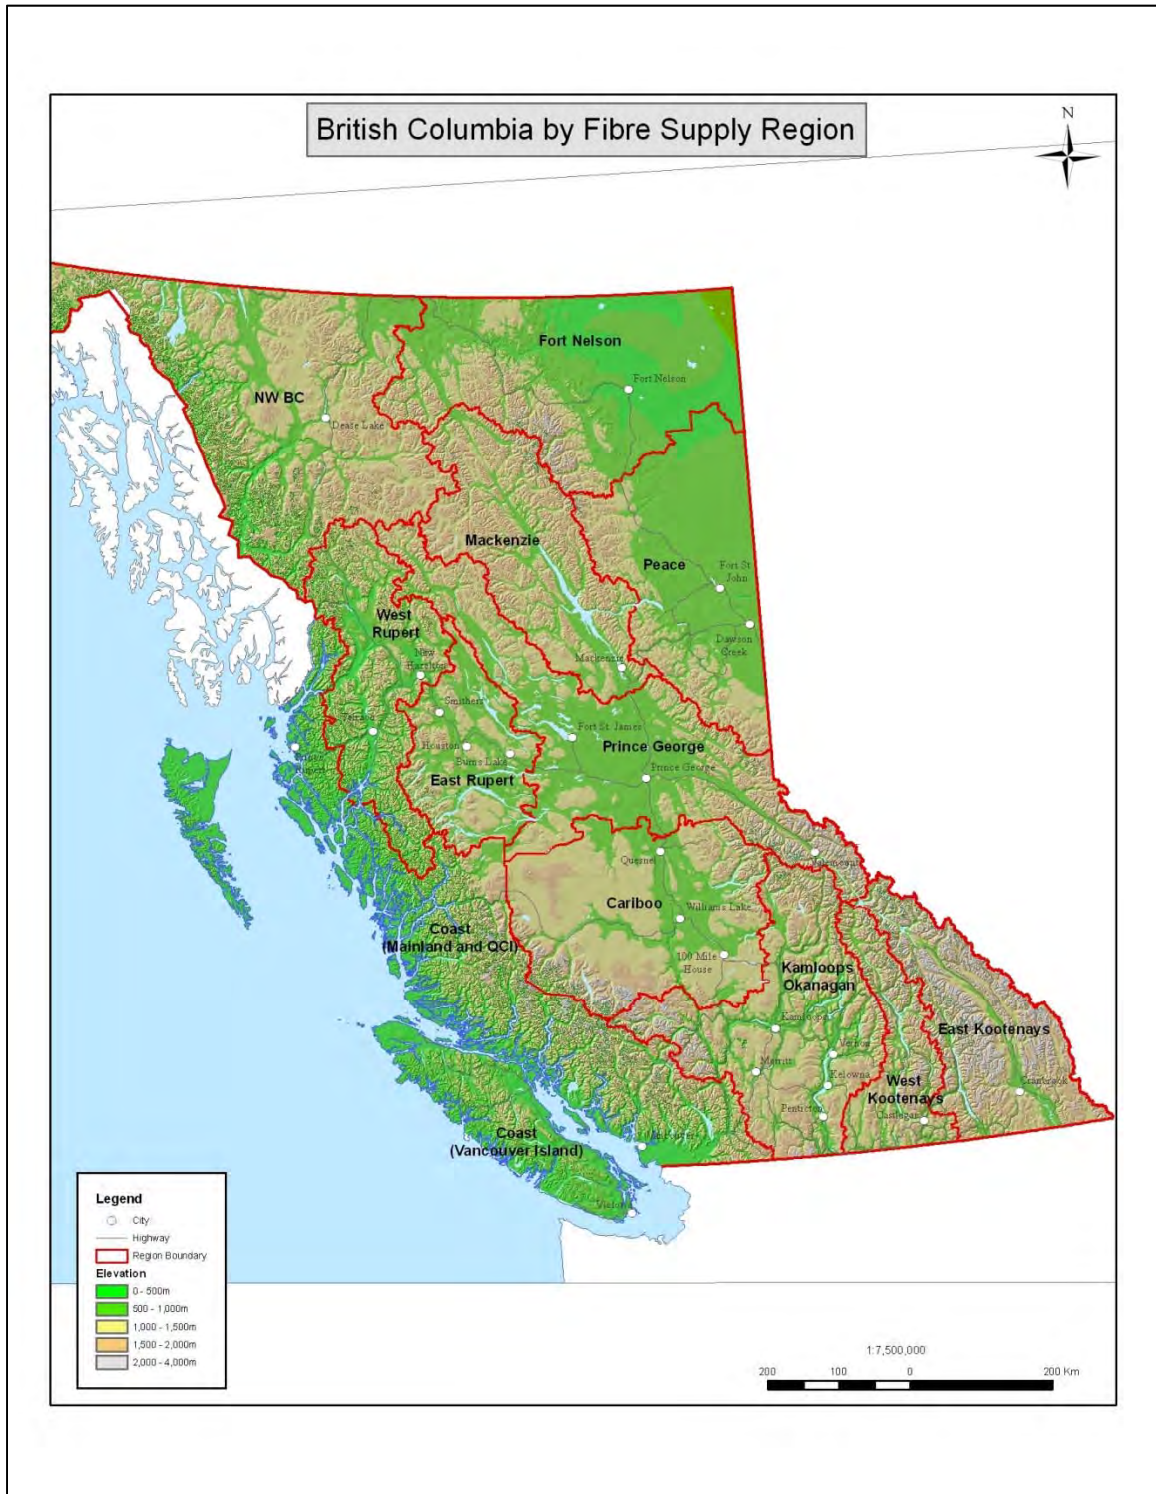 British Columbia by Fibre Supply Region
N
Fort Nelson
Fort Nelson
NW BC
Dease Lake
Mackenzie
Peace
Fort St
John
West
Rupert
Dawson
Creek
New
Hazelton
Mackenzie
Smithers
Terrace
Fort St. James
Houston
Prince George
Burns Lake
Prince
Rupert
East Rupert
Prince George
Quesnel
Valemount
Cariboo
Williams Lake
Coast
(Mainland and QCI)
100 Mile
House
Kamloops
Okanagan
Kamloops
East Kootenays
Vernon
Merritt
Kelowna
West
Kootenays
Cranbrook
Penticton
Castlegar
Coast
(Vancouver Island)
Vancouver
Victoria
Legend
City
Highway
Region Boundary
Elevation
0 - 500m
500 - 1,000m
1,000 - 1,500m
1,500 - 2,000m
2,000 - 4,000m
1:7,500,000
200 100 0 200 Km